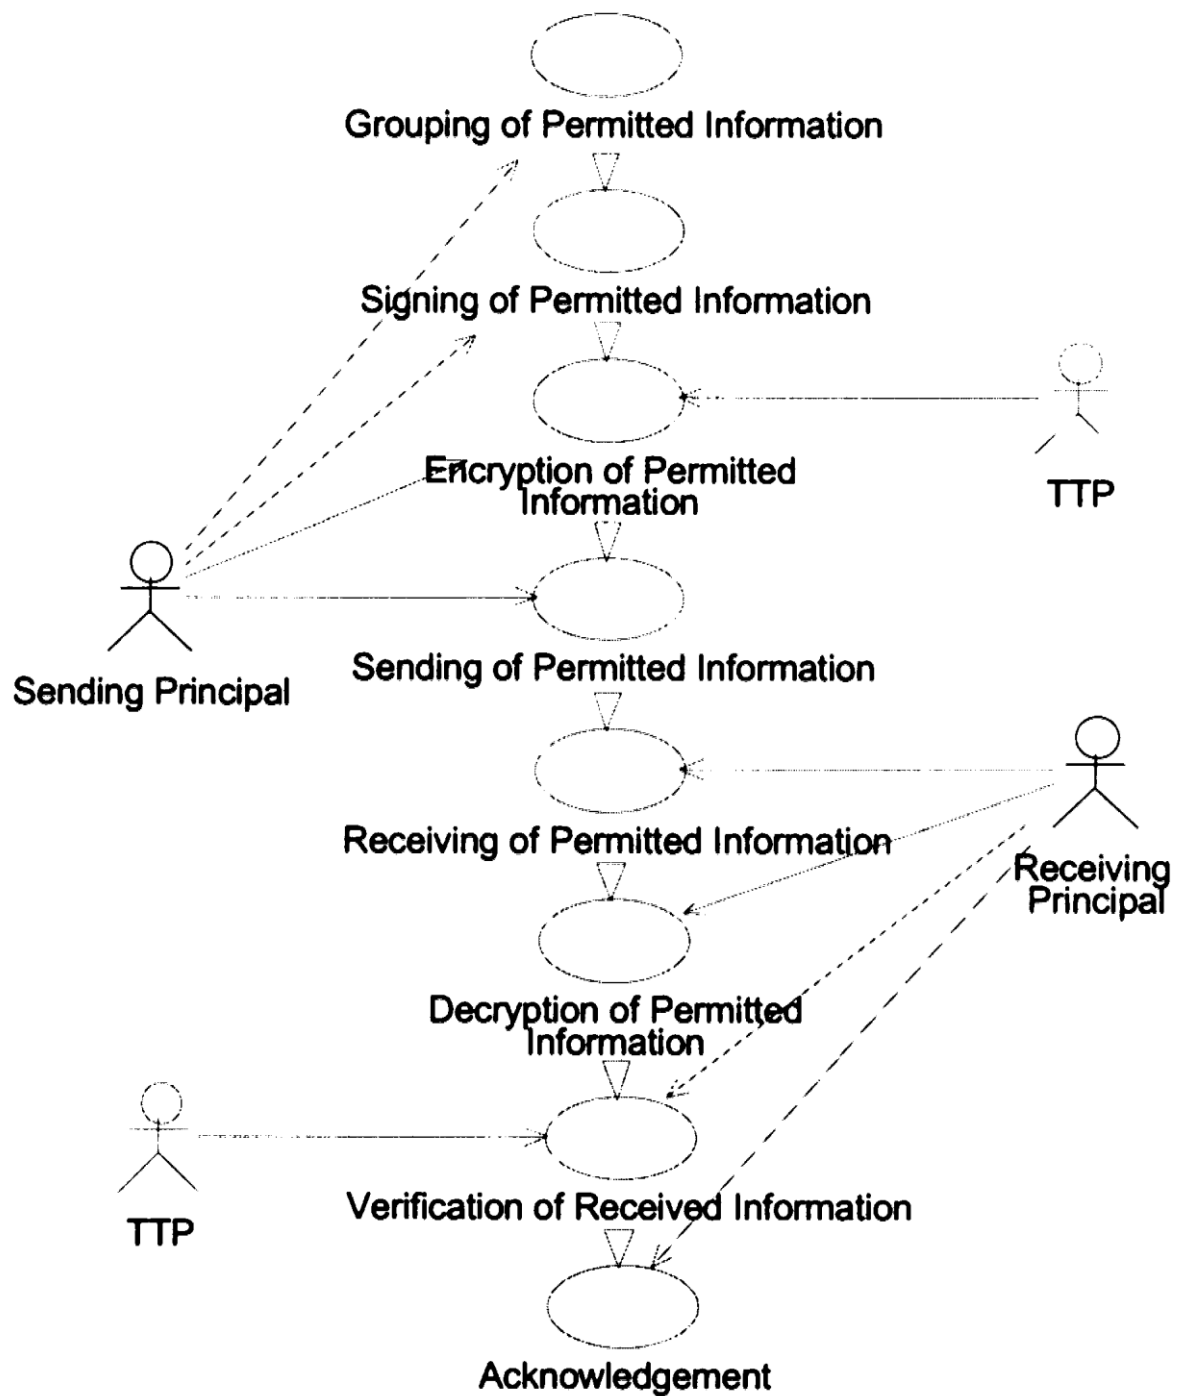 Grouping of Permitted Information
Signing of Permitted Information
Encryption of Permitted
Information
TTP
Sending of Permitted Information
Sending Principal
Receiving of Permitted Information
Receiving
Principal
Decryption of Permitted
Information
Verification of Received Information
TTP
Acknowledgement